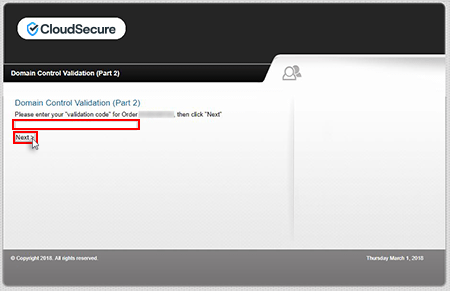 CloudSecure
Domain Control Validation (Part 2)
Domain Control Validation (Part 2)
Please enter your "validation code" for Order , then click "Next"
Next >
© Copyright 2018. All rights reserved.
Thursday March 1, 2018